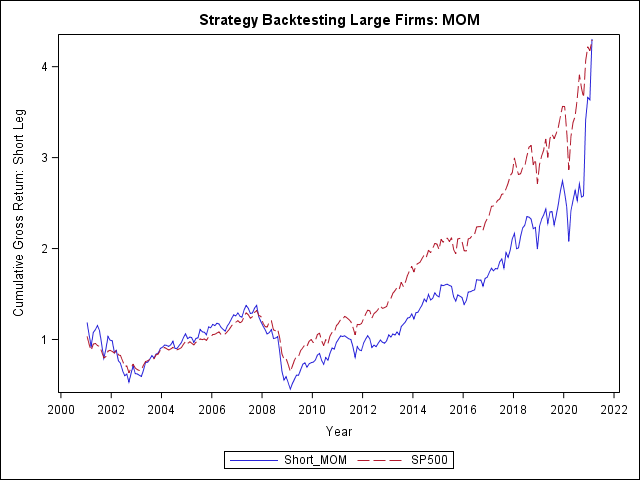 Strategy Backtesting Large Firms: MOM
Cumulative Gross Return: Short Leg
4
3
2
1
2000 2002 2004 2006 2008 2010 2012 2014 2016 2018 2020 2022
Year
Short_MOM SP500